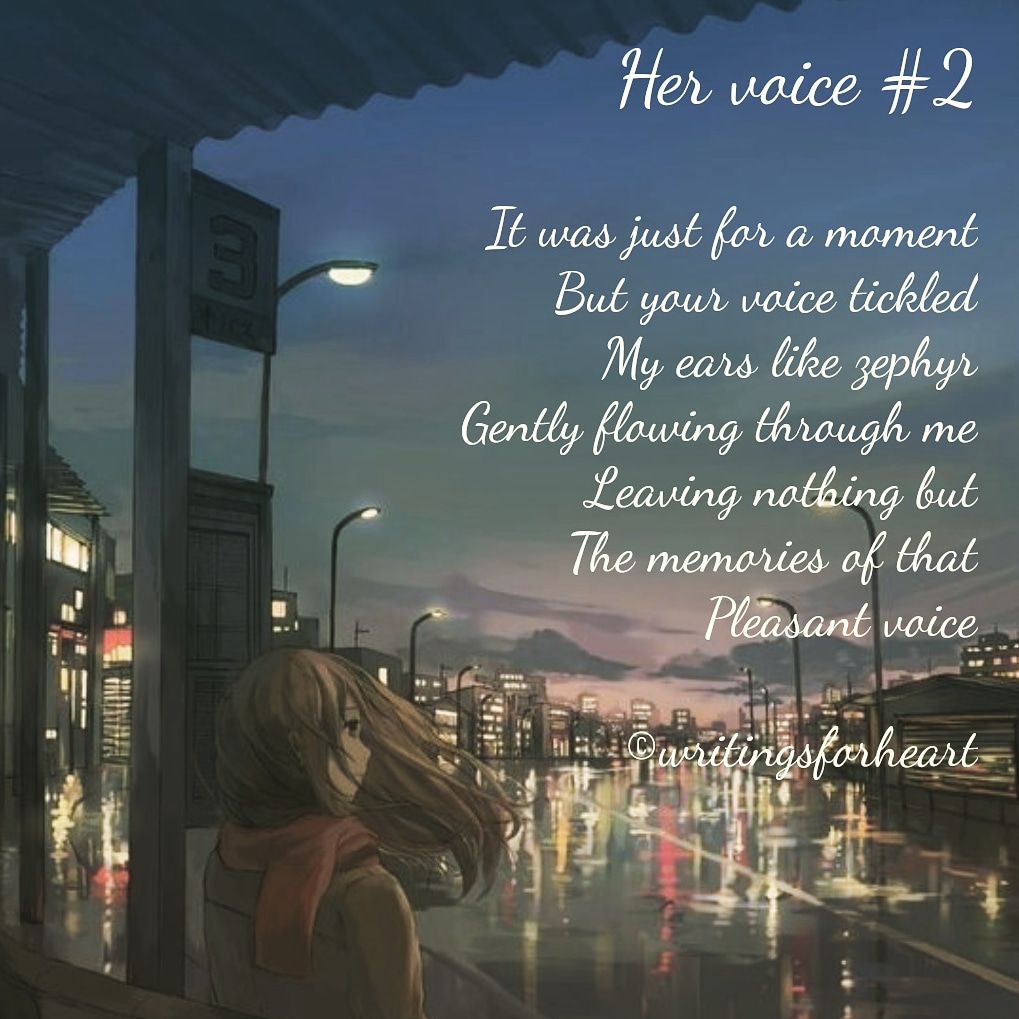 Her voice #2
It was just for a moment
But your voice tickled
My ears like zephyr
Gently flowing through me
Leaving nothing but
The memories of that
Pleasant voice
©writingsforheart
3